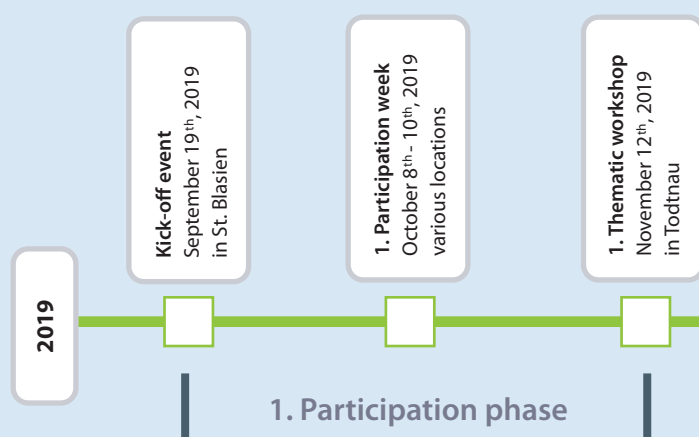 2019
Kick-off event
September 19th, 2019
in St. Blasien
1. Participation week
October 8th - 10th, 2019
various locations
1. Thematic workshop
November 12th, 2019
in Todtnau
1. Participation phase